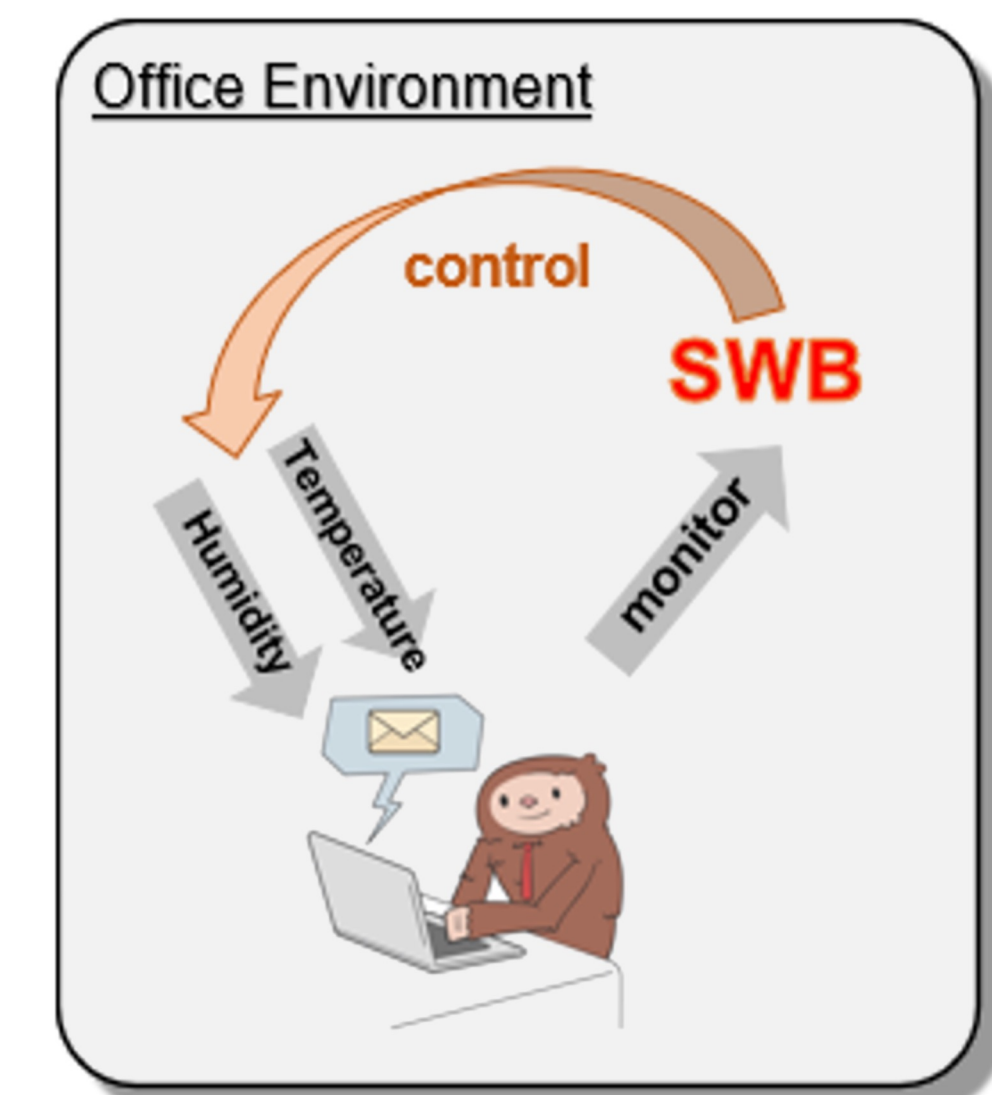 Office Environment
control
SWB
Temperature
Humidity
monitor